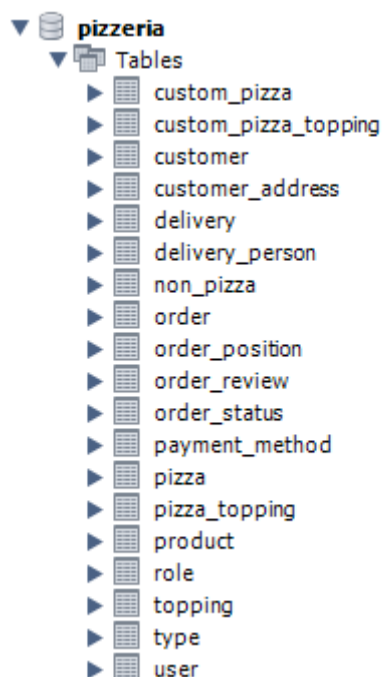 pizzeria
Tables
custom_pizza
custom_pizza_topping
customer
customer_address
delivery
delivery_person
non_pizza
order
order_position
order_review
order_status
payment_method
pizza
pizza_topping
product
role
topping
type
user